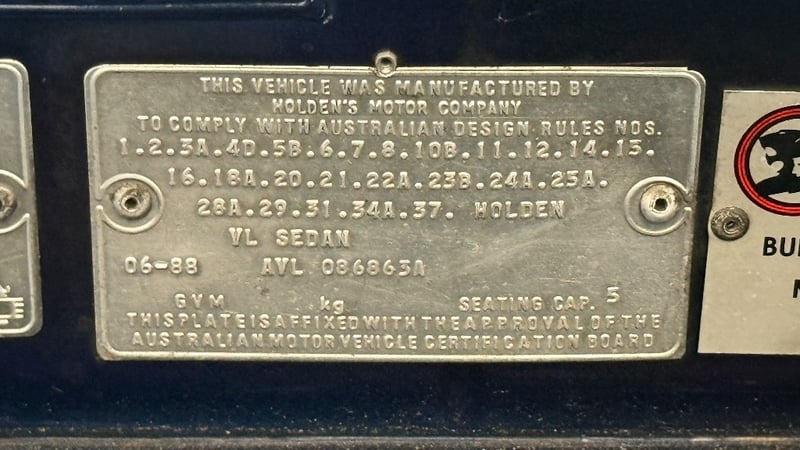 THIS VEHICLE WAS MANUFACTURED BY
HOLDEN'S MOTOR COMPANY
TO COMPLY WITH AUSTRALIAN DESIGN RULES NOS.
1.2.3A.4D.5B.6.7.8.10B.11.12.14.15.
16.18A.20.21.22A.23B.24A.25A.
28A.29.31.34A.37. HOLDEN
VL SEDAN
06-88 AVL 086863A
GVM kg SEATING CAP. 5
THIS PLATE IS AFFIXED WITH THE APPROVAL OF THE
AUSTRALIAN MOTOR VEHICLE CERTIFICATION BOARD